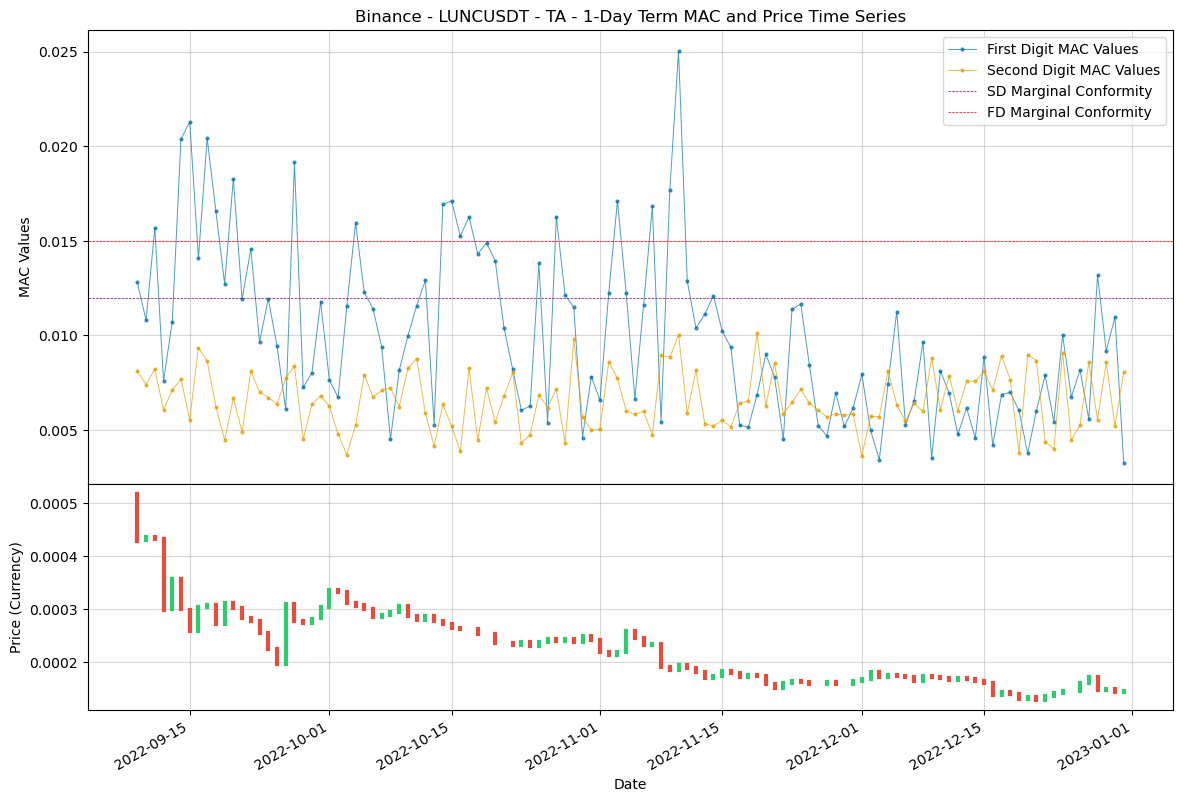 Binance - LUNCUSDT - TA - 1-Day Term MAC and Price Time Series
First Digit MAC Values
Second Digit MAC Values
SD Marginal Conformity
FD Marginal Conformity
0.025
0.020
0.015
0.010
0.005
MAC Values
0.0005
0.0004
0.0003
0.0002
Price (Currency)
2022-09-15
2022-10-01
2022-10-15
2022-11-01
2022-11-15
2022-12-01
2022-12-15
2023-01-01
Date